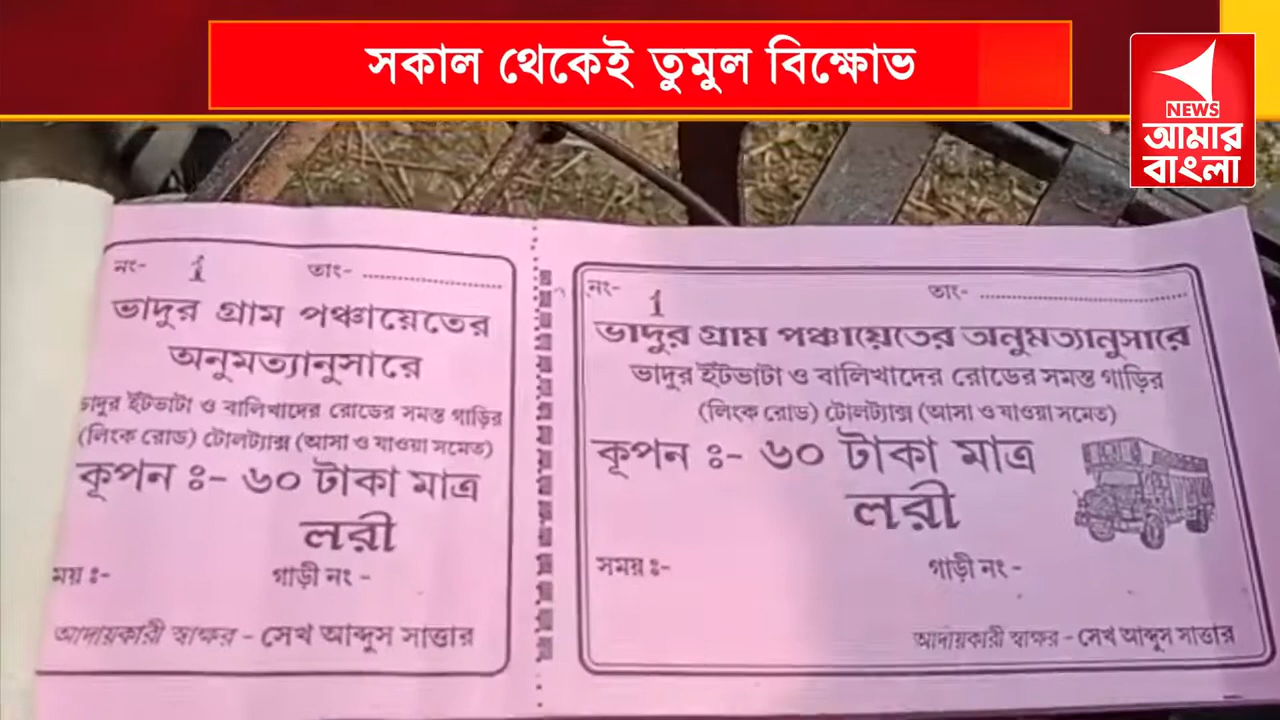 সকাল থেকেই তুমুল বিক্ষোভ
NEWS
আমার
বাংলা
নং- 1 তাং-
ভাদুর গ্রাম পঞ্চায়েতের
অনুমত্যানুসারে
ভাদুর ইটভাটা ও বালিখাদের রোডের সমস্ত গাড়ির
(লিংক রোড) টোলট্যাক্স (আসা ও যাওয়া সমেত)
কূপন ঃ- ৬০ টাকা মাত্র
লরী
ময় ঃ- গাড়ী নং -
আদায়কারী স্বাক্ষর - সেখ আব্দুস সাত্তার
নং- 1 তাং-
ভাদুর গ্রাম পঞ্চায়েতের অনুমত্যানুসারে
ভাদুর ইটভাটা ও বালিখাদের রোডের সমস্ত গাড়ির
(লিংক রোড) টোলট্যাক্স (আসা ও যাওয়া সমেত)
কূপন ঃ- ৬০ টাকা মাত্র
লরী
সময় ঃ- গাড়ী নং -
আদায়কারী স্বাক্ষর - সেখ আব্দুস সাত্তার